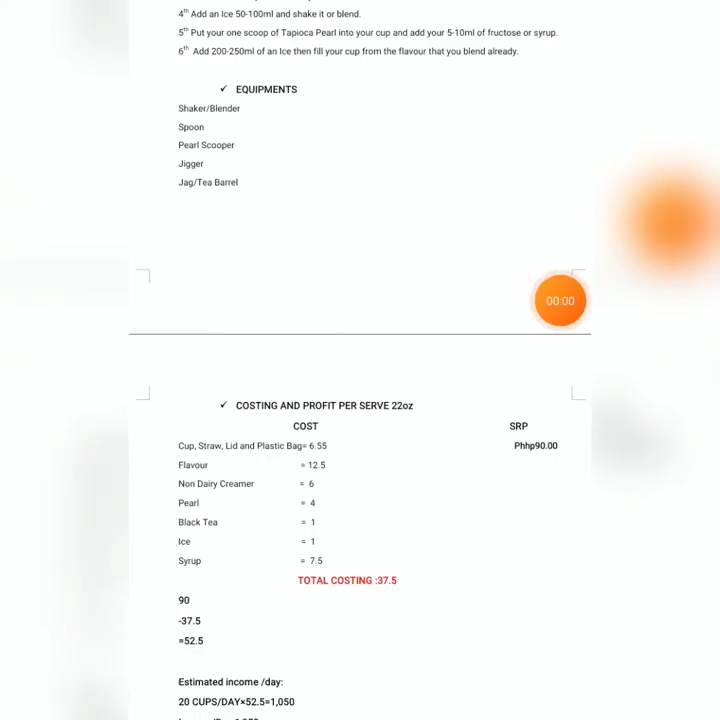 4th Add an Ice 50-100ml and shake it or blend.
5th Put your one scoop of Tapioca Pearl into your cup and add your 5-10ml of fructose or syrup.
6th Add 200-250ml of an Ice then fill your cup from the flavour that you blend already.
✓ EQUIPMENTS
Shaker/Blender
Spoon
Pearl Scooper
Jigger
Jag/Tea Barrel
00:00
✓ COSTING AND PROFIT PER SERVE 22oz
COST SRP
Cup, Straw, Lid and Plastic Bag= 6.55 Phhp90.00
Flavour = 12.5
Non Dairy Creamer = 6
Pearl = 4
Black Tea = 1
Ice = 1
Syrup = 7.5
TOTAL COSTING :37.5
90
-37.5
=52.5
Estimated income /day:
20 CUPS/DAY×52.5=1,050